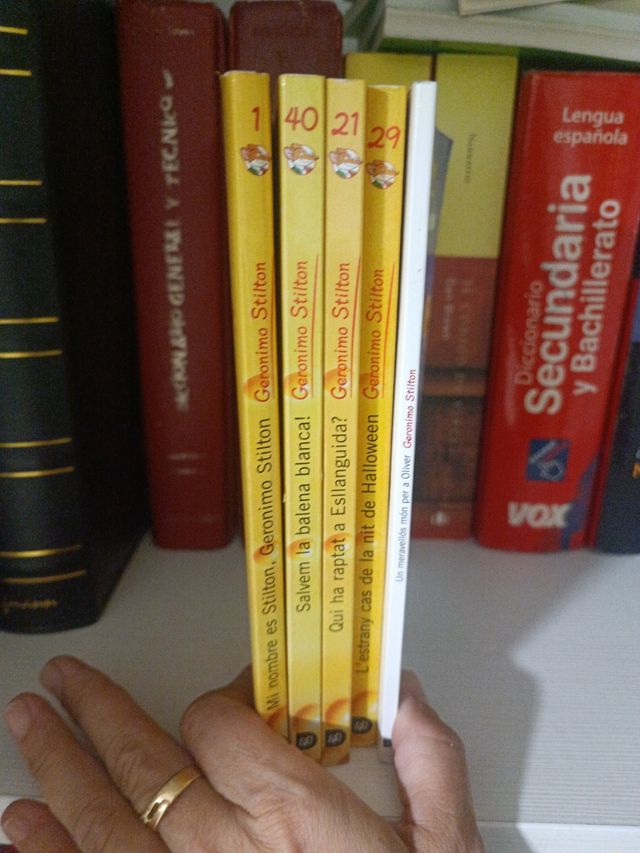 DICCIONARIO GENERAL Y TECNICO
1
Geronimo Stilton
Mi nombre es Stilton, Geronimo Stilton
40
Geronimo Stilton
Salvem la balena blanca!
21
Geronimo Stilton
Qui ha raptat a Esllanguida?
29
Geronimo Stilton
L'estrany cas de la nit de Halloween
Un meravellós món per a Oliver Geronimo Stilton
Lengua
española
Diccionario
Secundaria
y Bachillerato
VOX